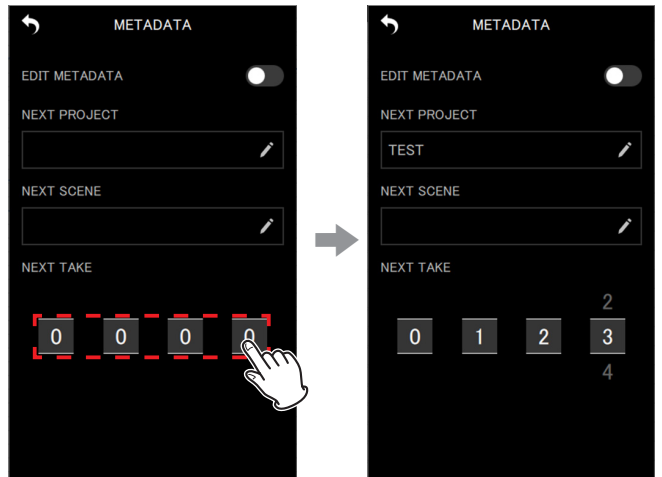 METADATA
EDIT METADATA
NEXT PROJECT
NEXT SCENE
NEXT TAKE
0 0 0 0
METADATA
EDIT METADATA
NEXT PROJECT
TEST
NEXT SCENE
NEXT TAKE
2
0 1 2 3
4